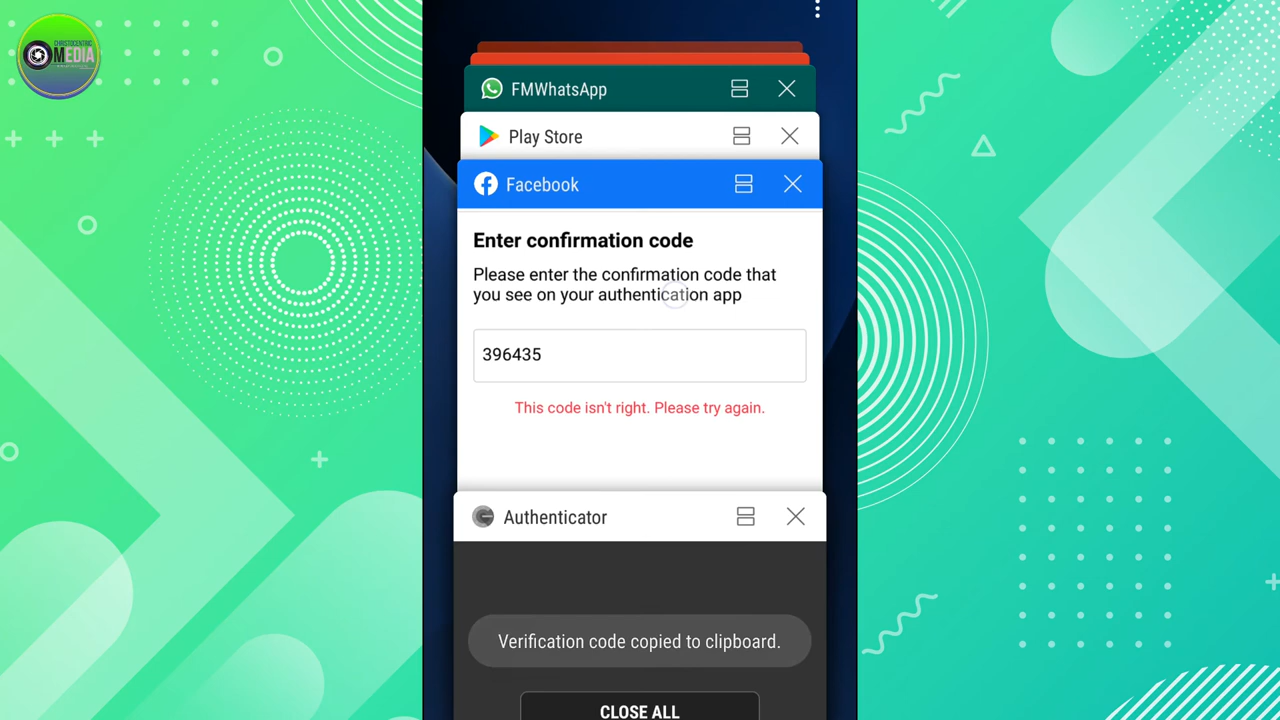 CHRISTOCENTRIC
MEDIA
FMWhatsApp
Play Store
Facebook
Enter confirmation code
Please enter the confirmation code that
you see on your authentication app
396435
This code isn't right. Please try again.
Authenticator
Verification code copied to clipboard.
CLOSE ALL